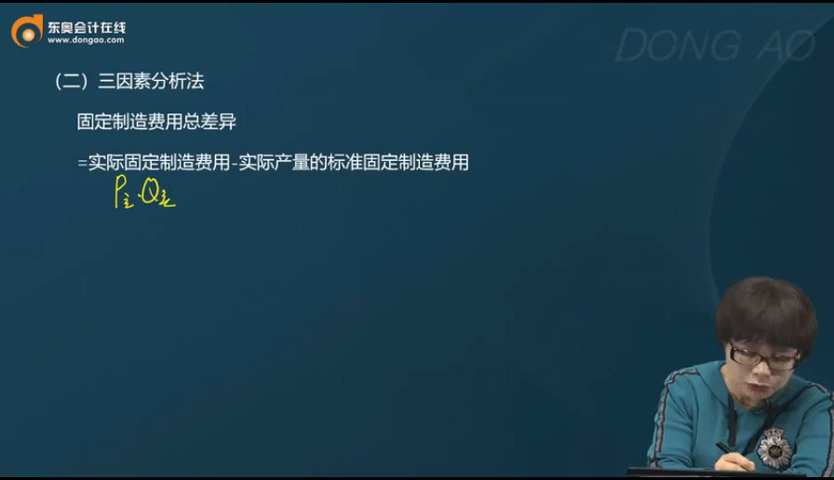 东奥会计在线
www.dongao.com
DONG AO
（二）三因素分析法
固定制造费用总差异
=实际固定制造费用-实际产量的标准固定制造费用
P实·Q实